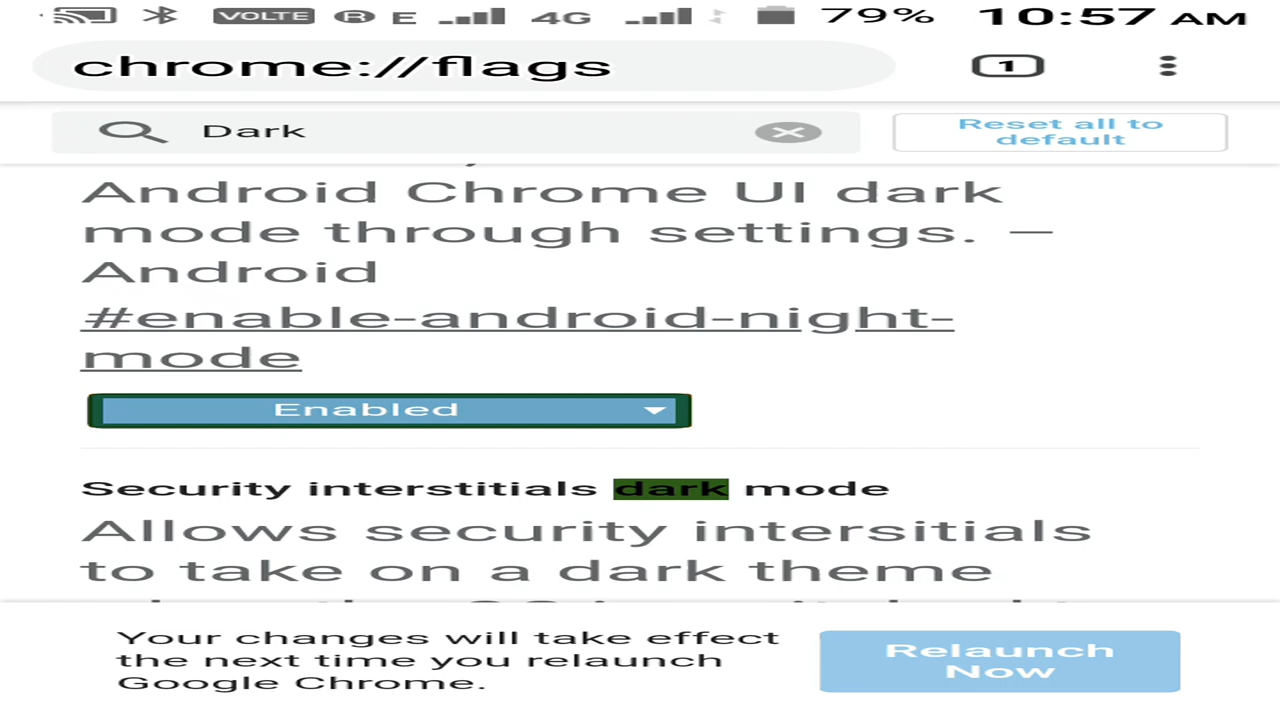 VOLTE R E 4G 79% 10:57 AM
chrome://flags 1
Dark
Reset all to
default
Android Chrome UI dark
mode through settings. –
Android
#enable-android-night-
mode
Enabled
Security interstitials dark mode
Allows security intersitials
to take on a dark theme
Your changes will take effect
the next time you relaunch
Google Chrome.
Relaunch
Now